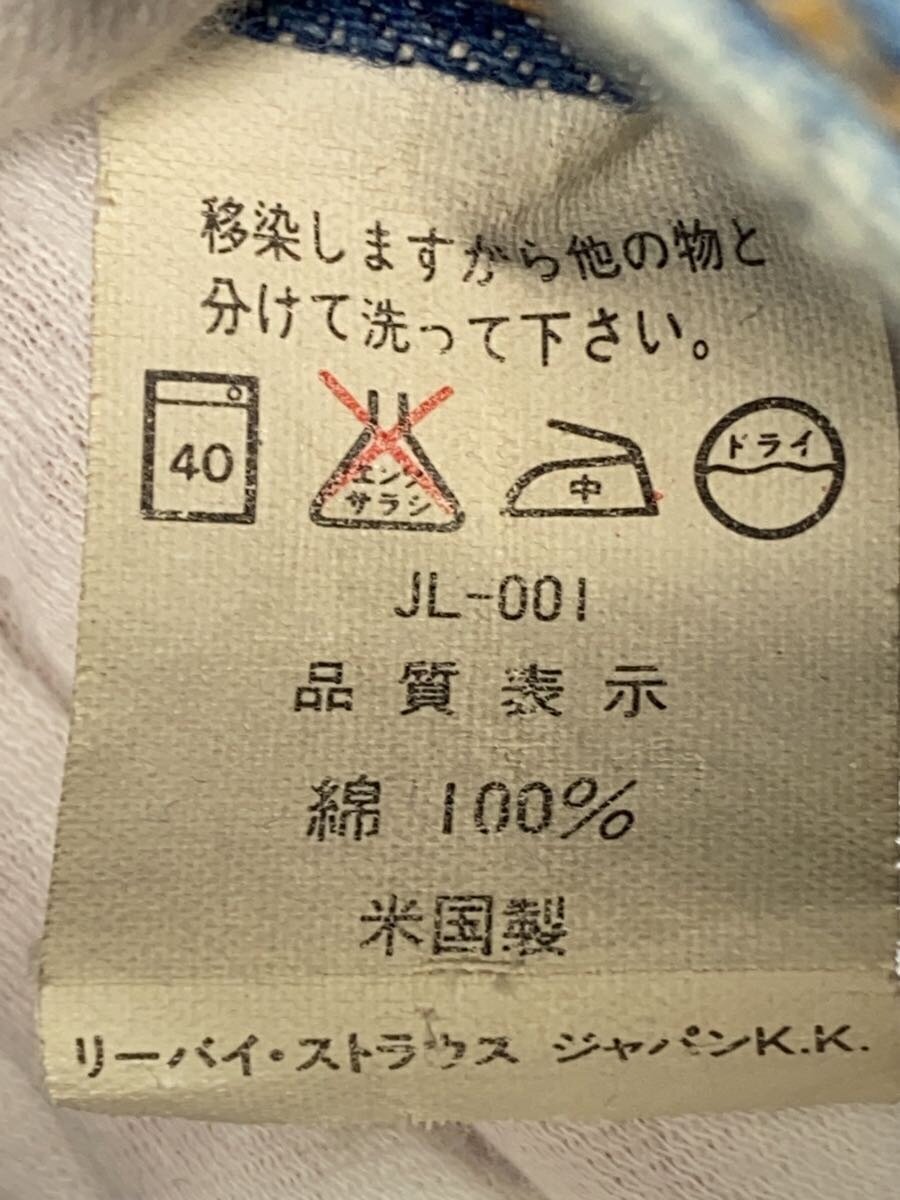 移染しますから他の物と
分けて洗って下さい。
40
エンソ
サラシ
中
ドライ
JL-001
品質表示
綿 100%
米国製
リーバイ・ストラウス ジャパンK.K.